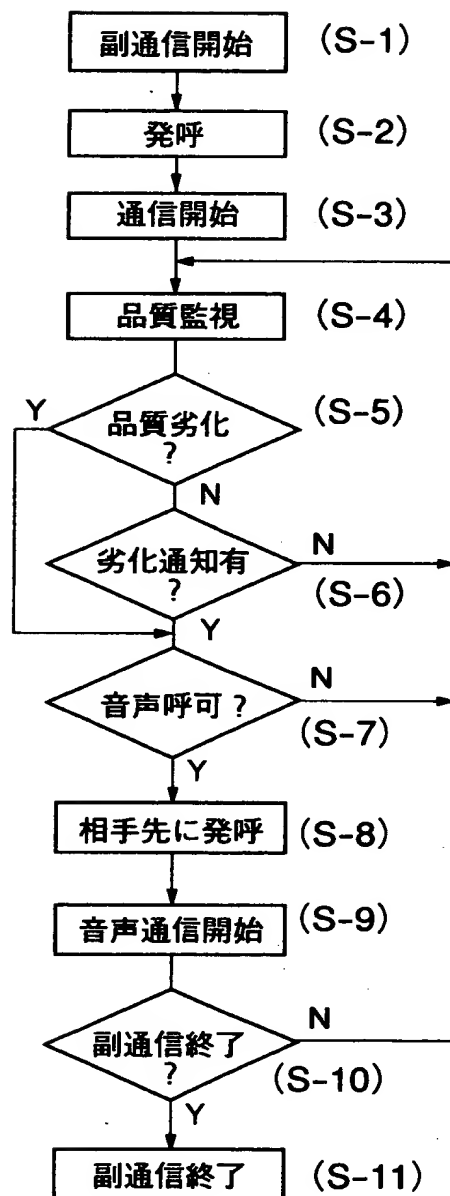 副通信開始 (S-1)
発呼 (S-2)
通信開始 (S-3)
品質監視 (S-4)
Y
品質劣化
?
(S-5)
N
劣化通知有
?
N
(S-6)
Y
音声呼可 ?
N
(S-7)
Y
相手先に発呼 (S-8)
音声通信開始 (S-9)
副通信終了
?
N
(S-10)
Y
副通信終了 (S-11)